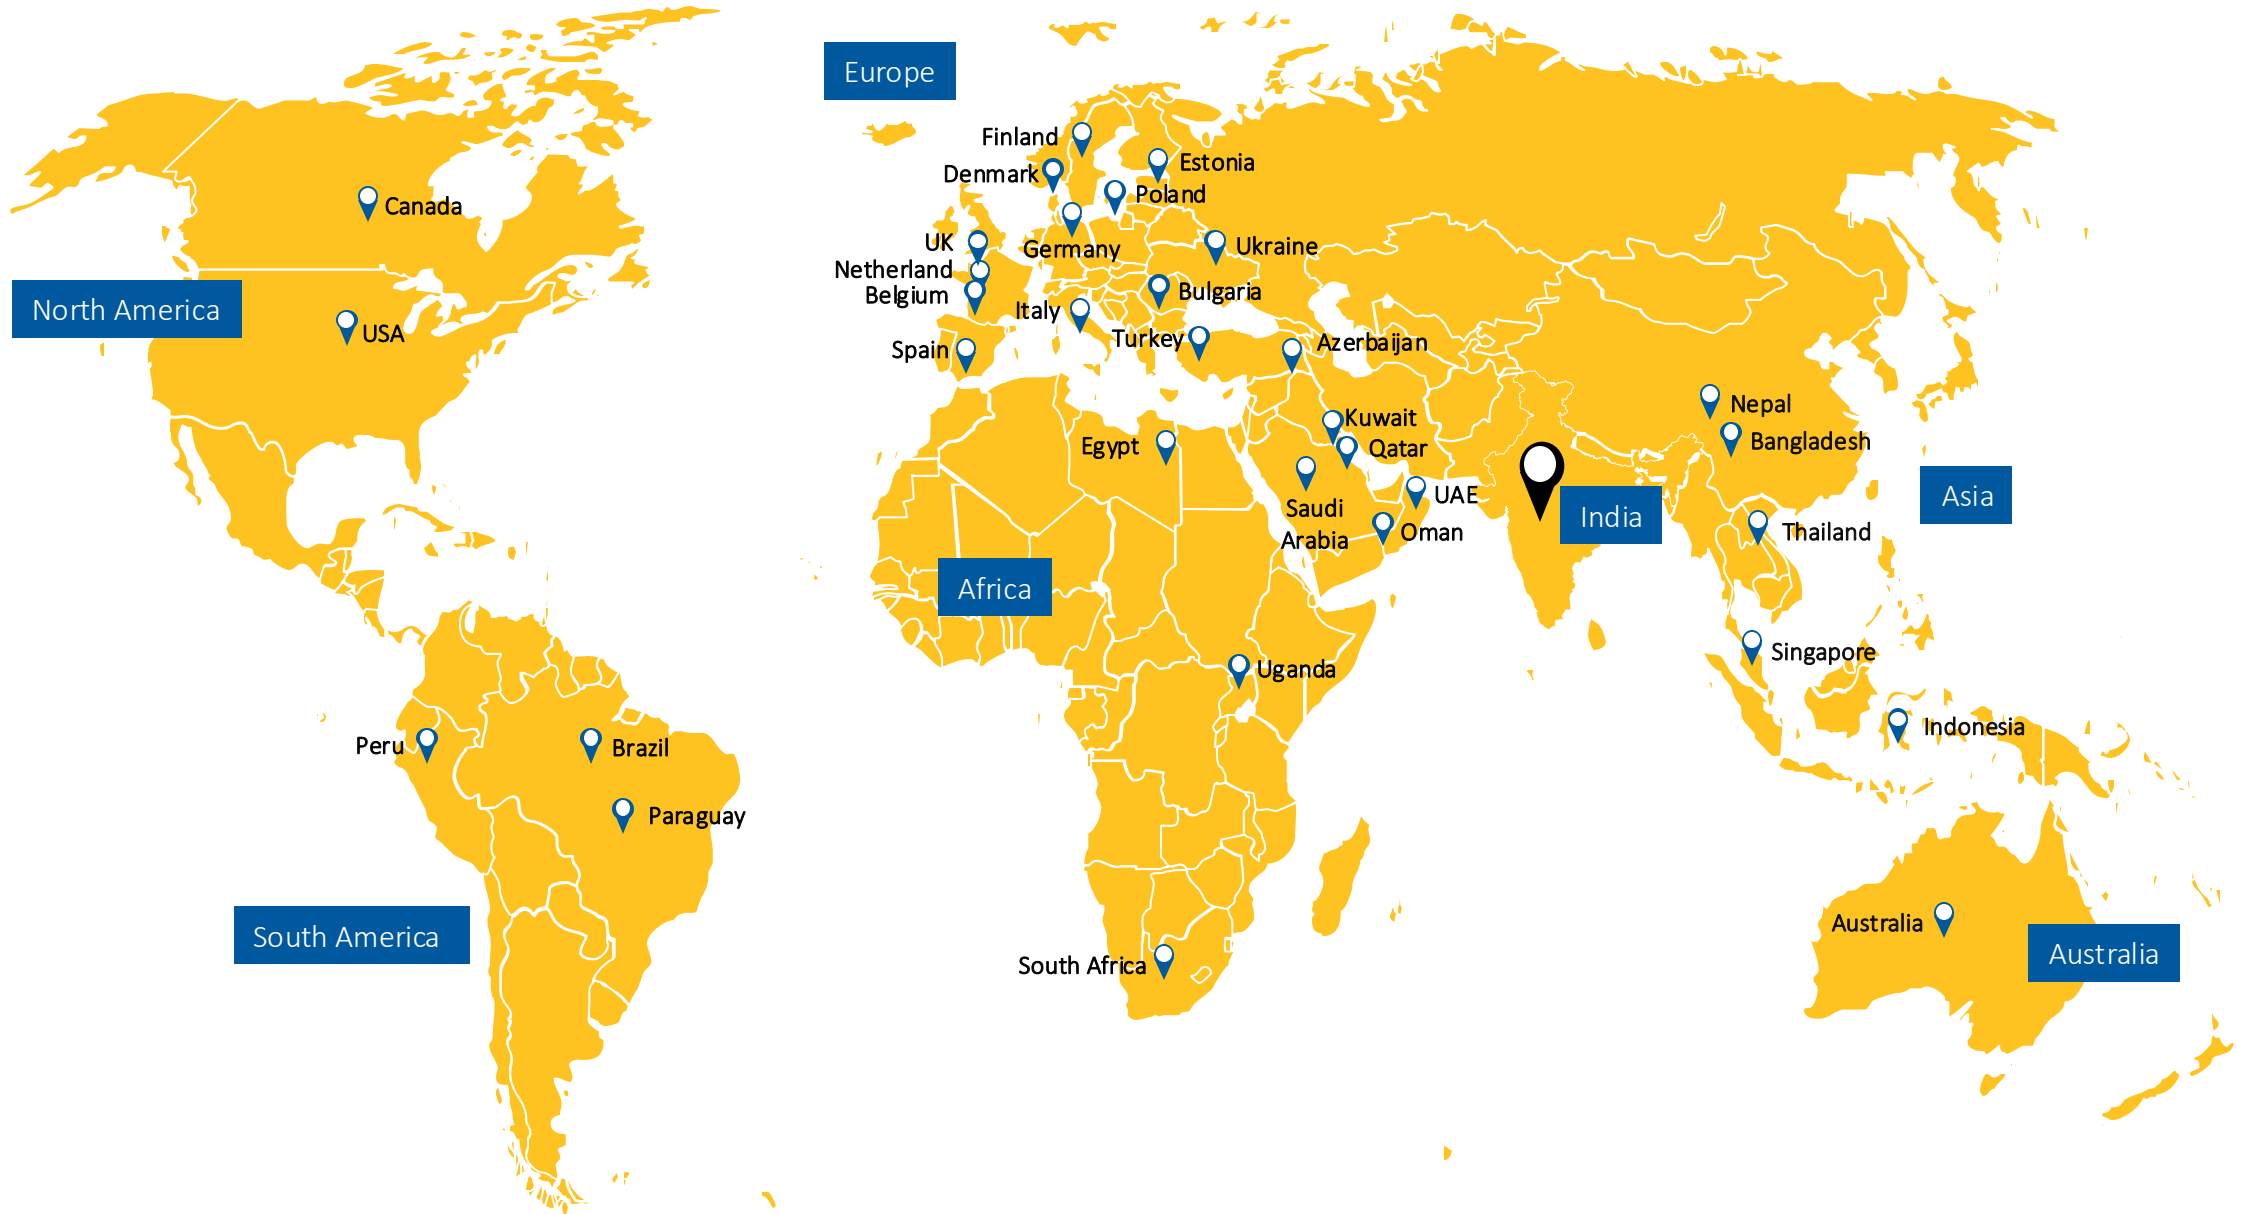 Europe
Finland
Denmark
Estonia
Poland
Canada
UK
Germany
Ukraine
Netherland
Belgium
Bulgaria
North America
Italy
USA
Turkey
Azerbaijan
Spain
Nepal
Kuwait
Bangladesh
Egypt
Qatar
UAE
Asia
Saudi
Arabia
India
Oman
Thailand
Africa
Singapore
Uganda
Indonesia
Peru
Brazil
Paraguay
Australia
South America
Australia
South Africa